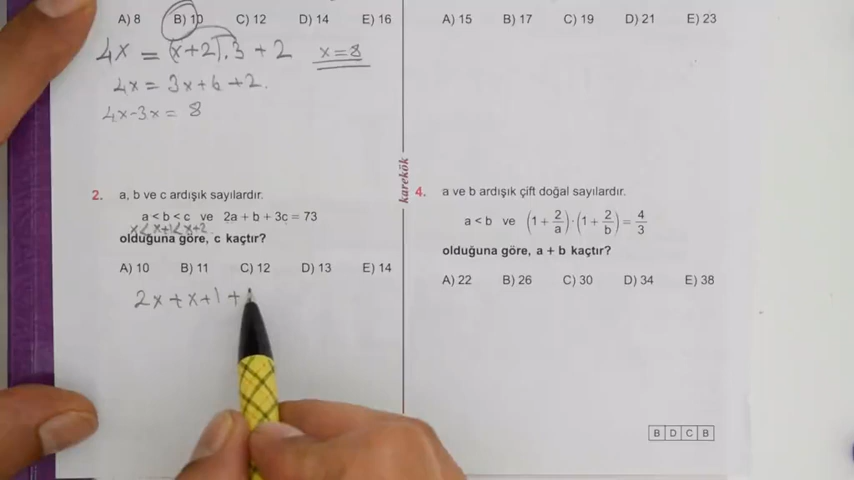 A) 8 B) 10 C) 12 D) 14 E) 16
4x = (x+2).3 + 2 x=8
4x = 3x+6+2.
4x-3x= 8
2. a, b ve c ardışık sayılardır.
a < b < c ve 2a + b + 3c = 73
x < x+1 < x+2
olduğuna göre, c kaçtır?
A) 10 B) 11 C) 12 D) 13 E) 14
2x + x+1 +
karekök
A) 15 B) 17 C) 19 D) 21 E) 23
4. a ve b ardışık çift doğal sayılardır.
a < b ve (1 + 2/a) · (1 + 2/b) = 4/3
olduğuna göre, a + b kaçtır?
A) 22 B) 26 C) 30 D) 34 E) 38
B D C B